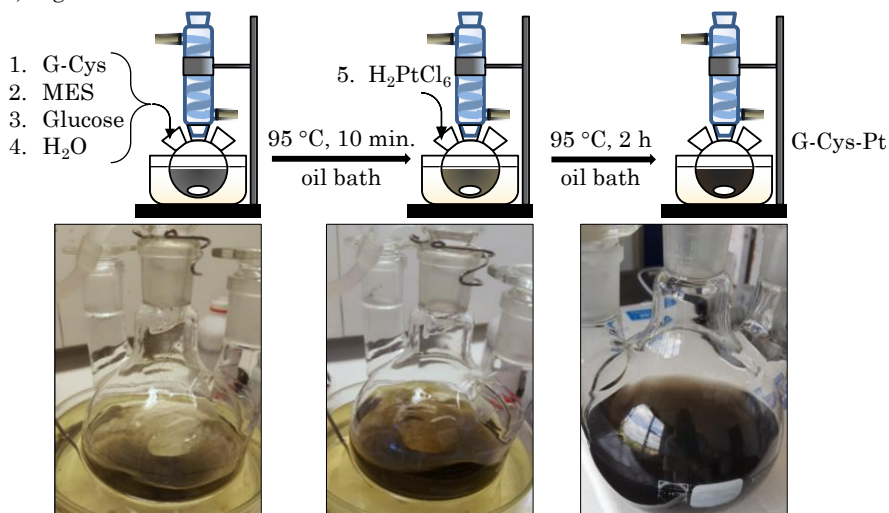 1. G-Cys
2. MES
3. Glucose
4. H₂O
95 °C, 10 min.
oil bath
5. H₂PtCl₆
95 °C, 2 h
oil bath
G-Cys-Pt